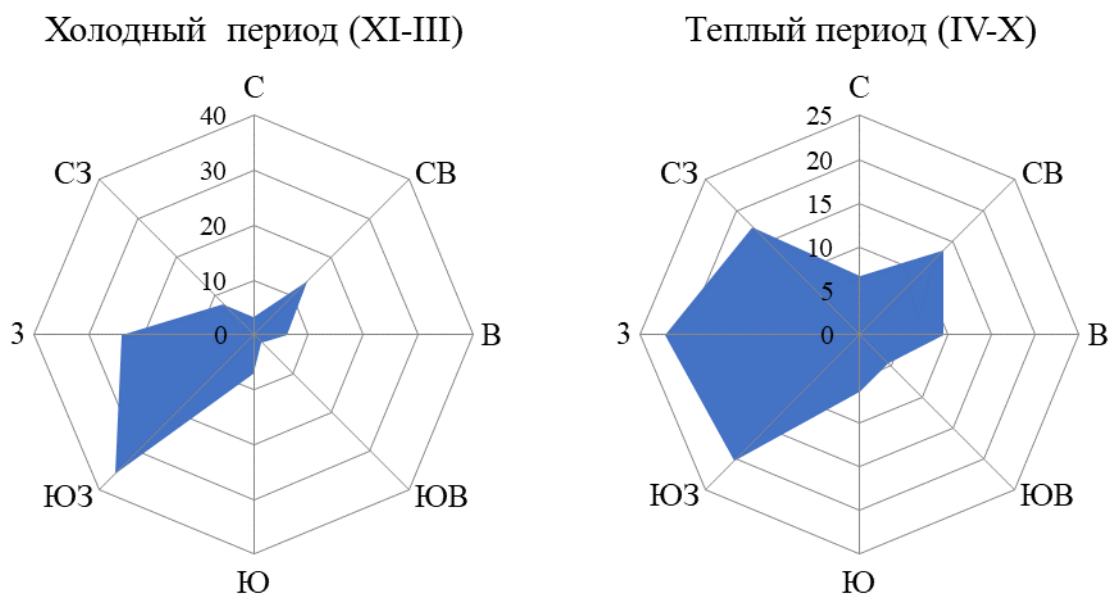 Холодный период (XI-III)
С
40
30
20
10
0
СВ
В
ЮВ
Ю
ЮЗ
З
СЗ
Теплый период (IV-X)
С
25
20
15
10
5
0
СВ
В
ЮВ
Ю
ЮЗ
З
СЗ